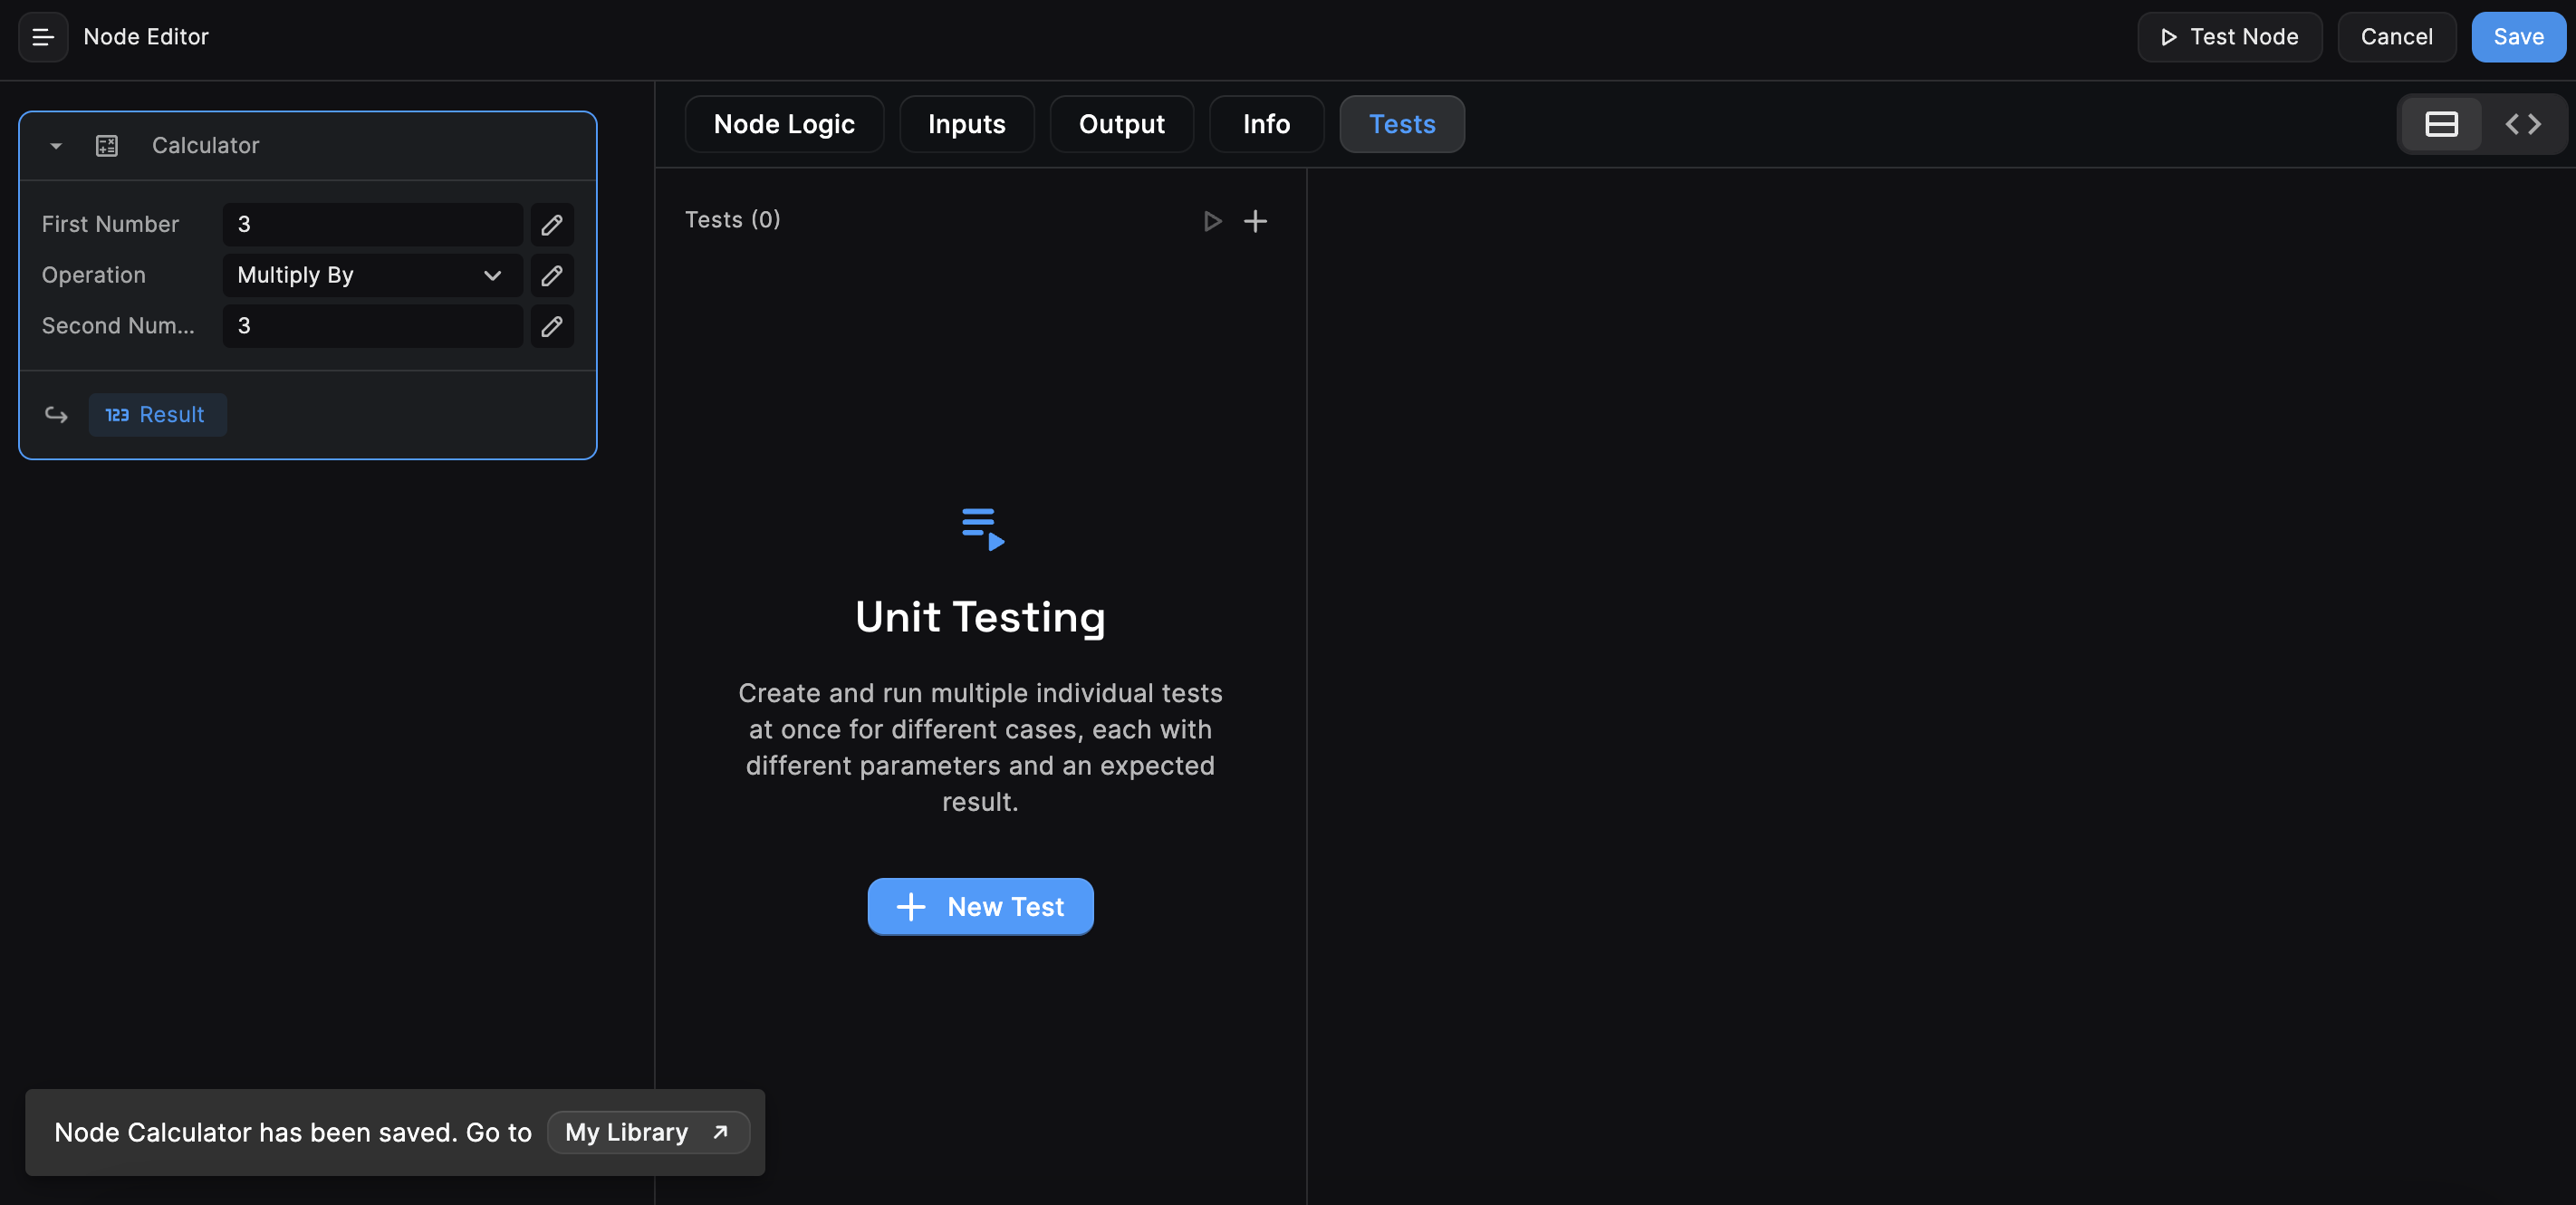 Node Editor
Test Node
Cancel
Save
Calculator
First Number
3
Operation
Multiply By
Second Num...
3
123 Result
Node Logic
Inputs
Output
Info
Tests
Tests (0)
Unit Testing
Create and run multiple individual tests
at once for different cases, each with
different parameters and an expected
result.
New Test
Node Calculator has been saved. Go to
My Library